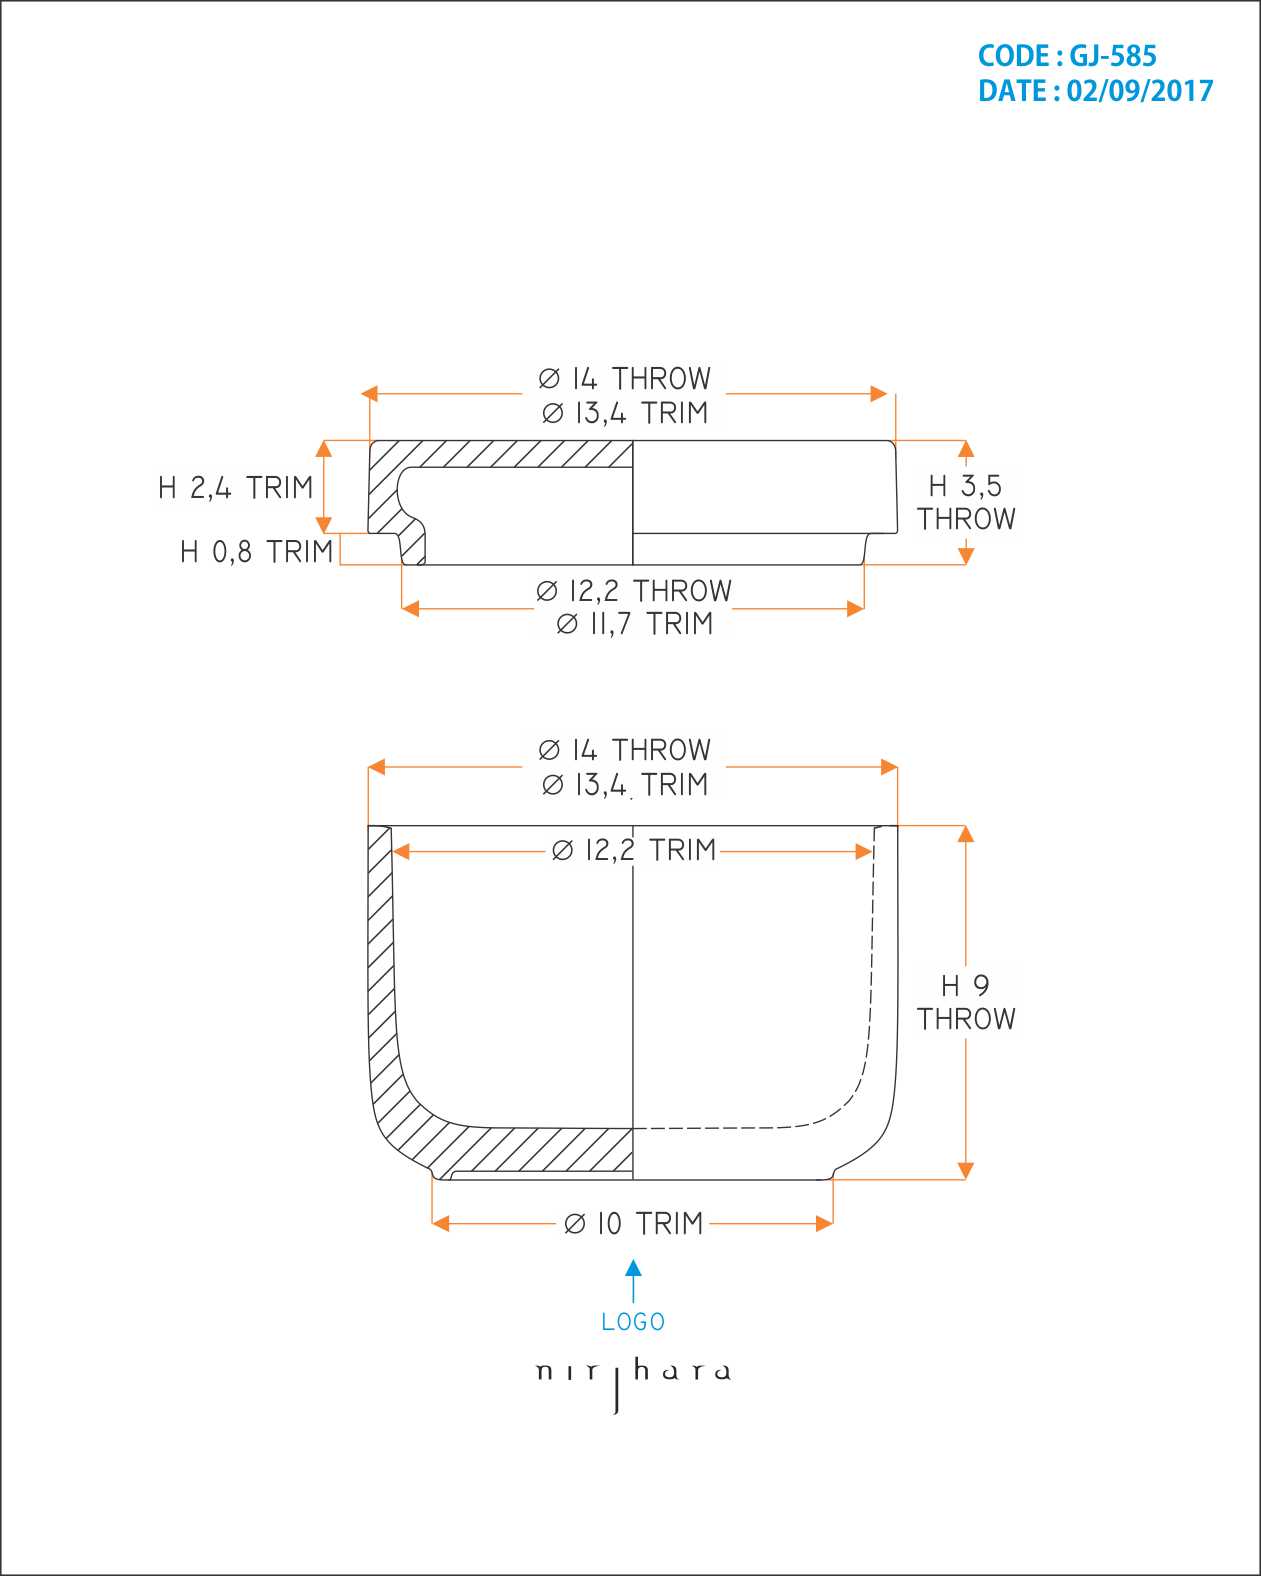 CODE : GJ-585
DATE : 02/09/2017
Ø 14 THROW
Ø 13,4 TRIM
H 2,4 TRIM
H 3,5
THROW
H 0,8 TRIM
Ø 12,2 THROW
Ø 11,7 TRIM
Ø 14 THROW
Ø 13,4 TRIM
Ø 12,2 TRIM
H 9
THROW
Ø 10 TRIM
LOGO
nirjhara